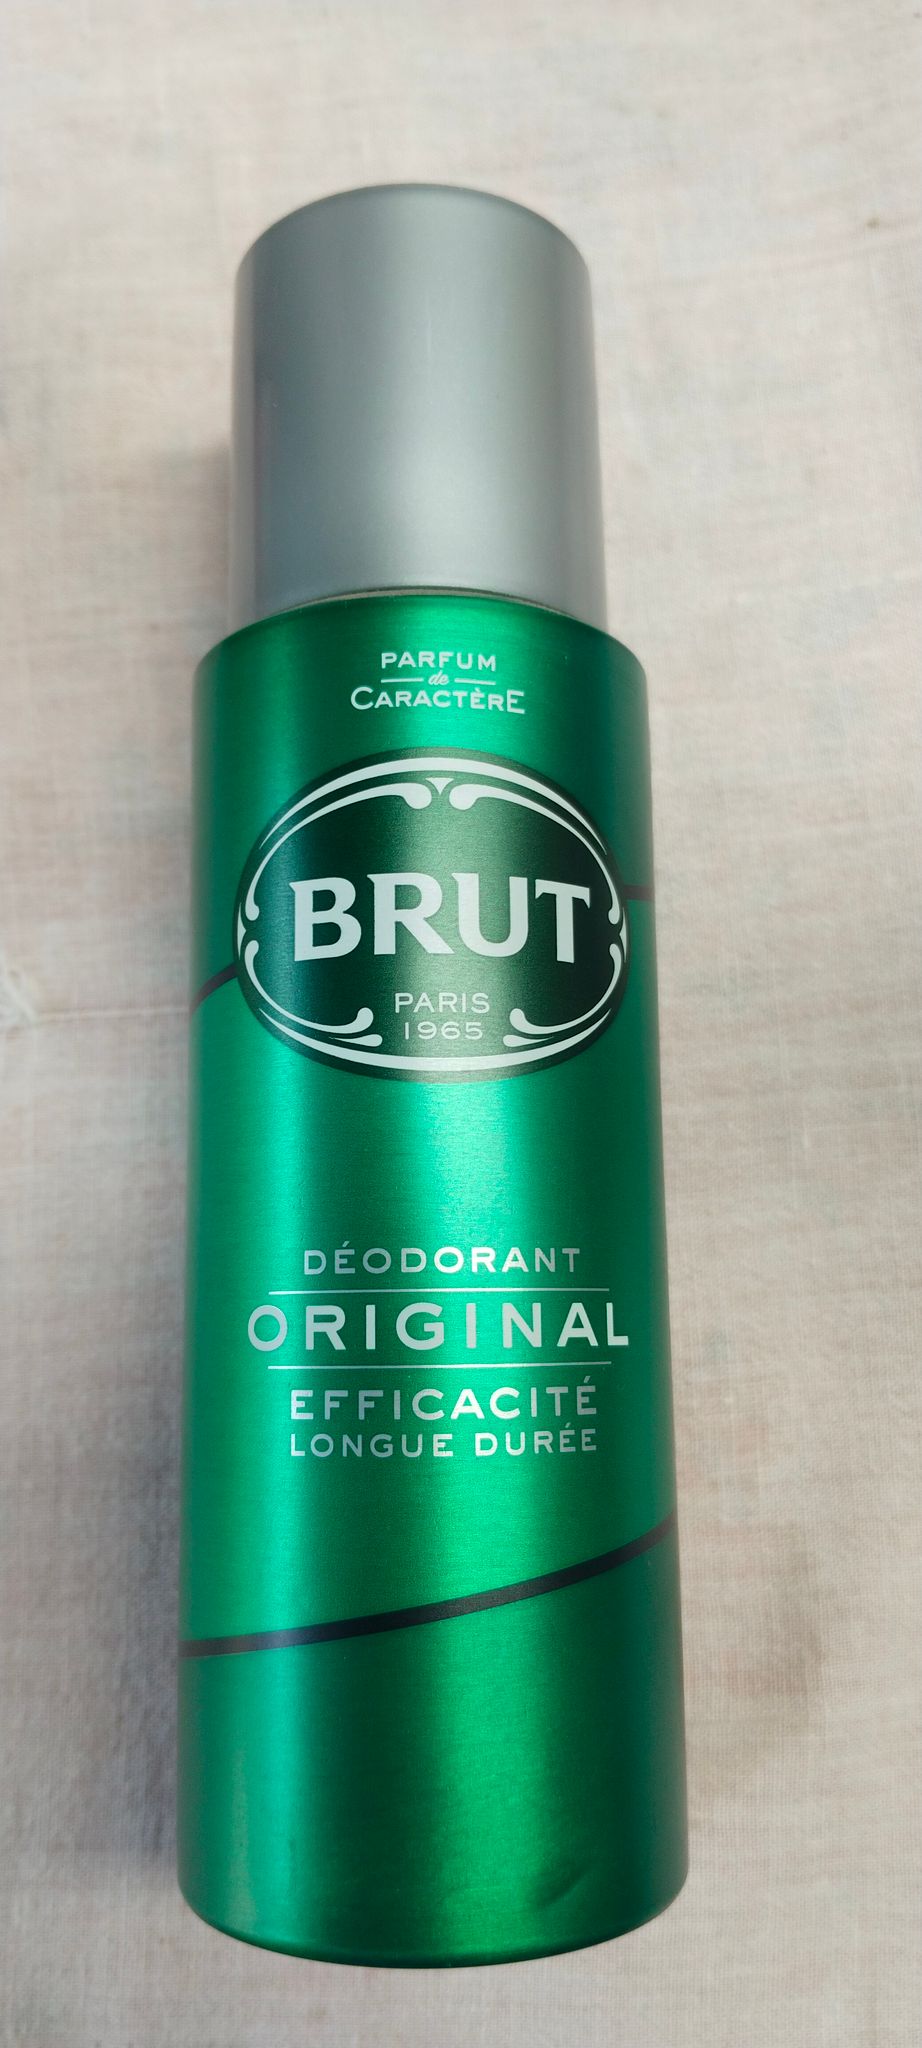 PARFUM
de
CARACTÈRE
BRUT
PARIS
1965
DÉODORANT
ORIGINAL
EFFICACITÉ
LONGUE DURÉE